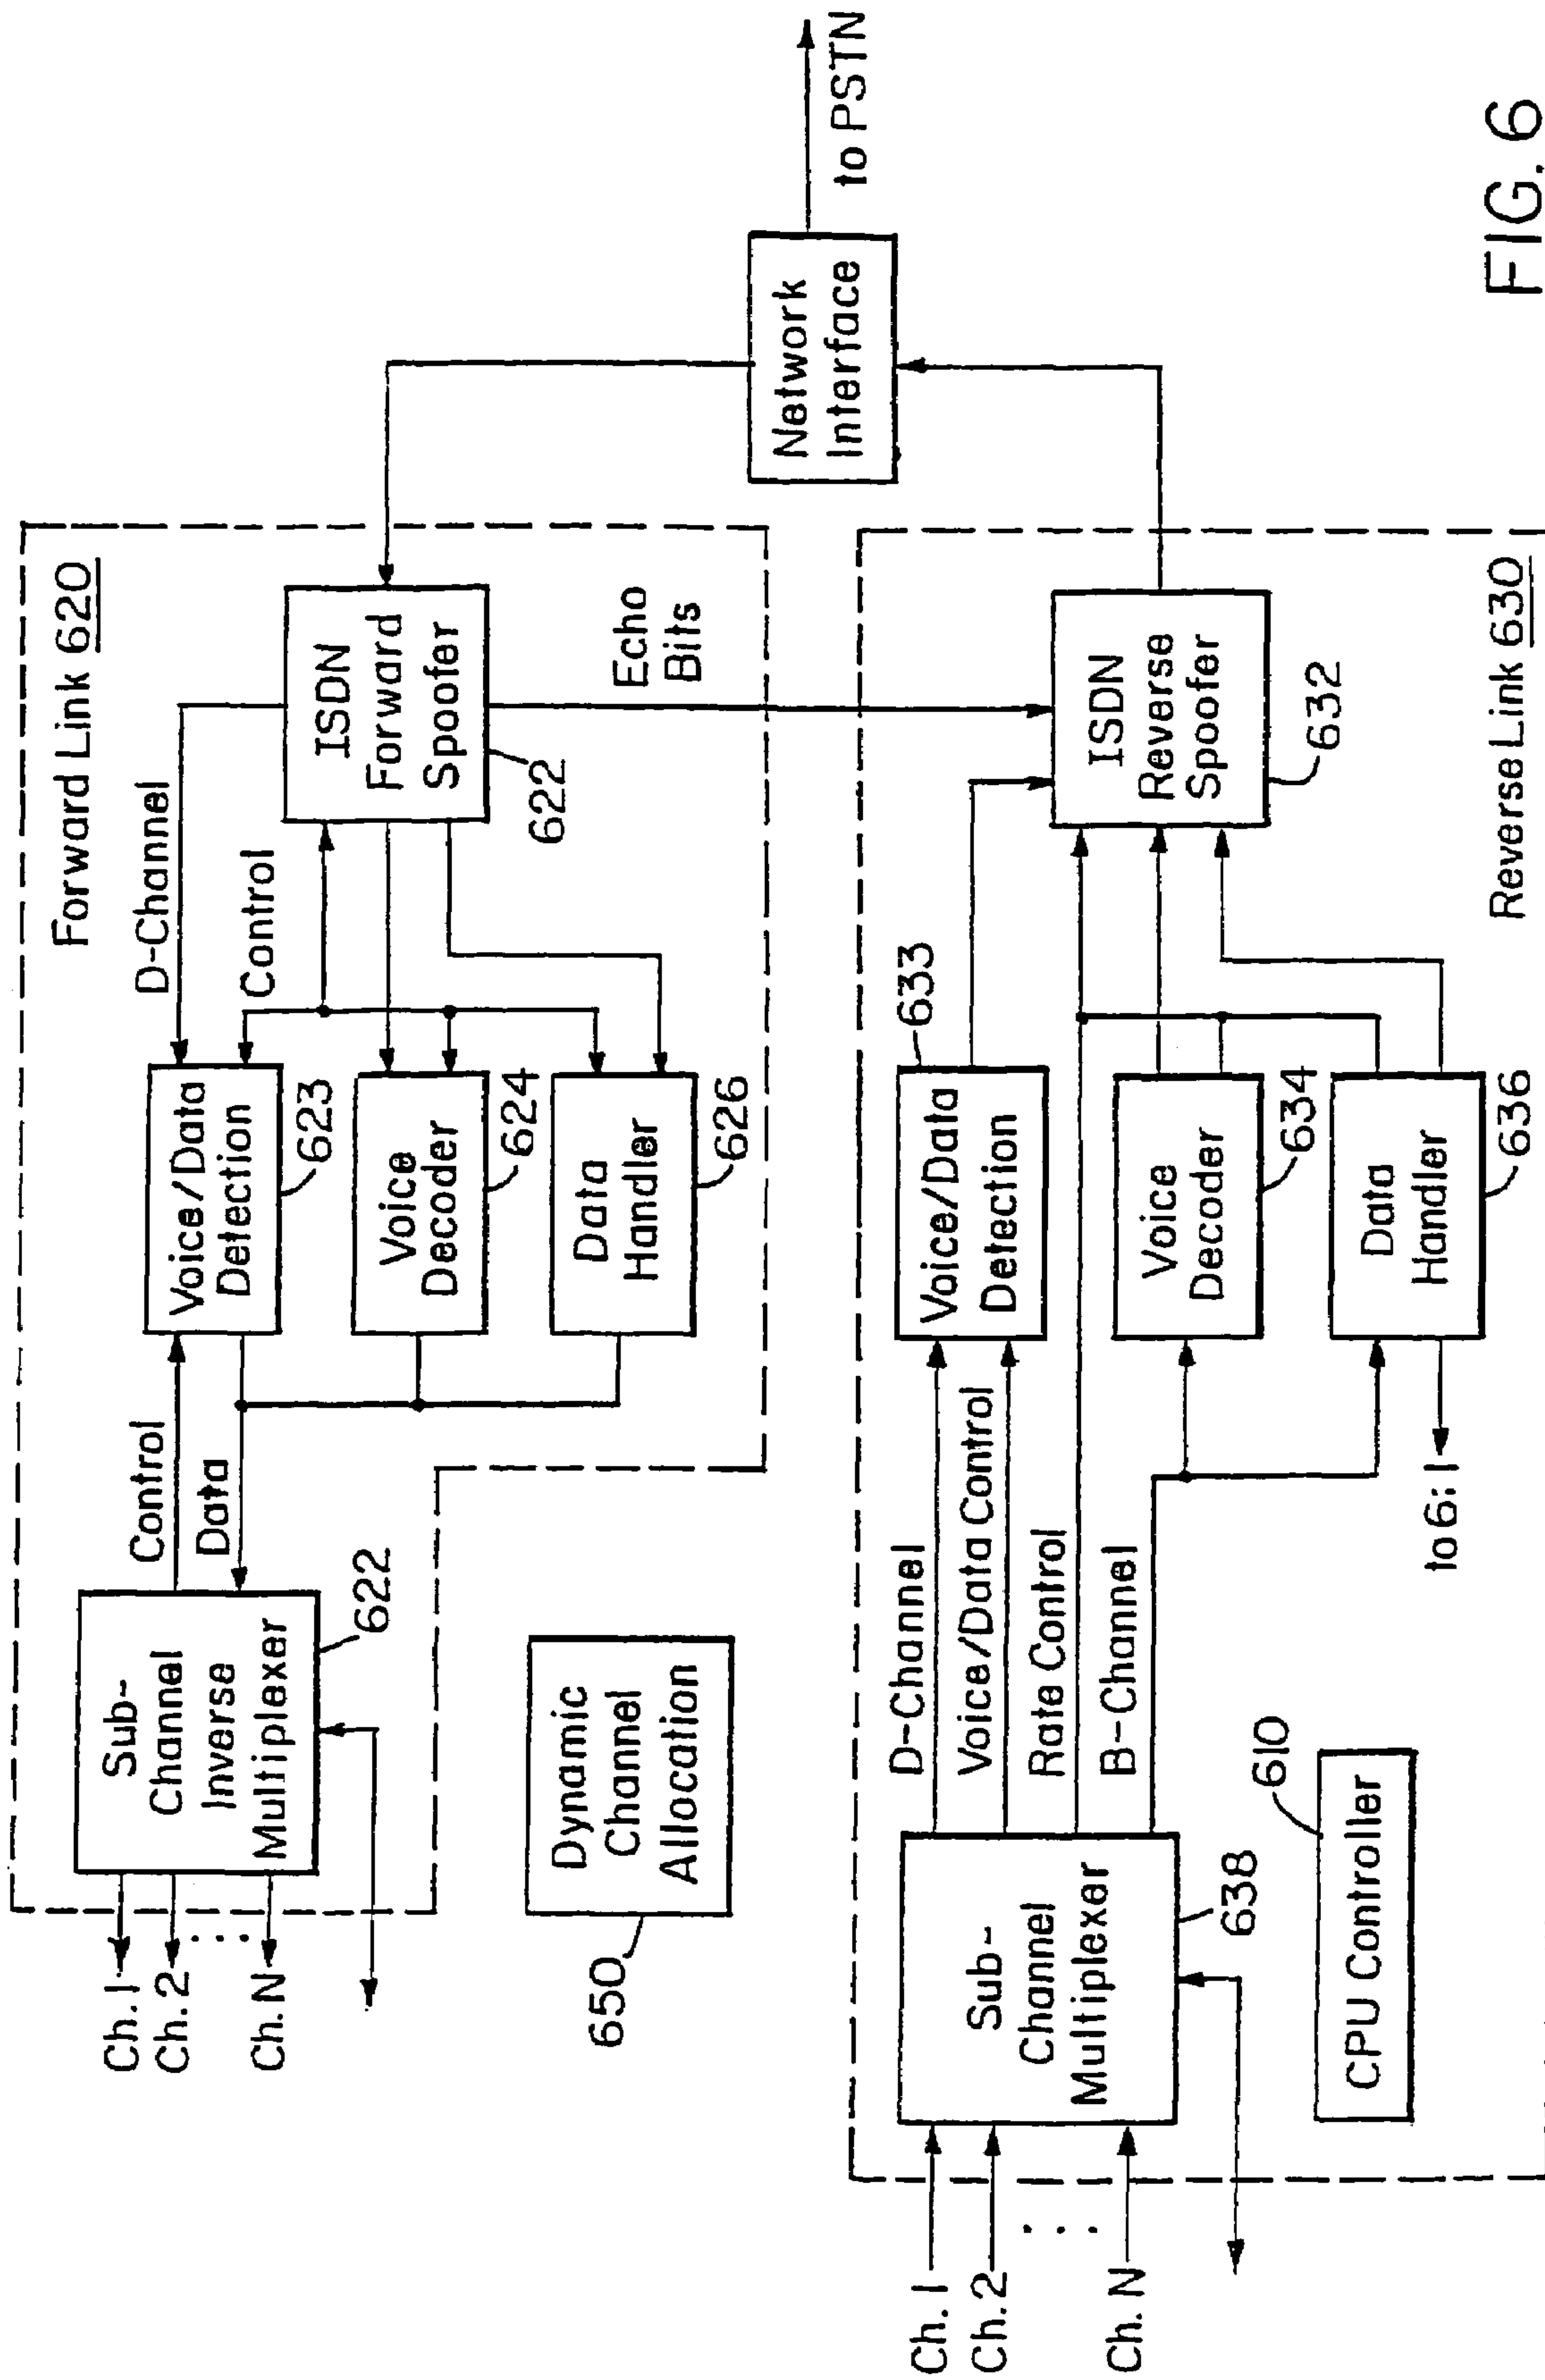 Forward Link 620
D-Channel
Control
Control
Data
Sub-
Channel
Inverse
Multiplexer
622
Ch. 1
Ch. 2
Ch. N
Voice/Data
Detection
623
Voice
Decoder
624
Data
Handler
626
ISDN
Forward
Spoofer
622
Echo
Bits
Network
Interface
to PSTN
Dynamic
Channel
Allocation
650
Ch. 1
Ch. 2
Ch. N
Sub-
Channel
Multiplexer
638
D-Channel
Voice/Data Control
Rate Control
B-Channel
Voice/Data
Detection
633
Voice
Decoder
634
Data
Handler
636
to 6:1
ISDN
Reverse
Spoofer
632
CPU Controller
610
Reverse Link 630
FIG. 6